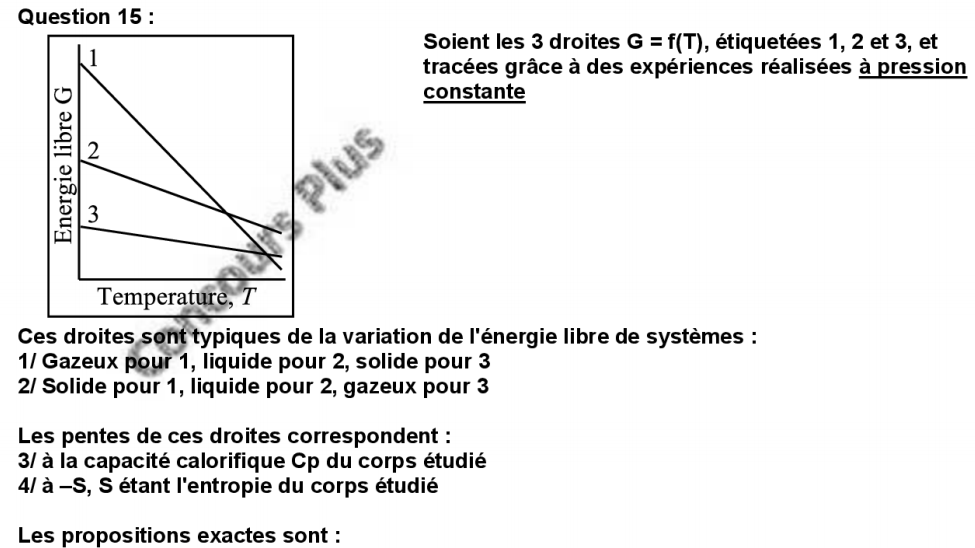 Question 15 :
Soient les 3 droites G = f(T), étiquetées 1, 2 et 3, et
tracées grâce à des expériences réalisées à pression
constante
1
2
3
Energie libre G
Temperature, T
Concours Plus
Ces droites sont typiques de la variation de l'énergie libre de systèmes :
1/ Gazeux pour 1, liquide pour 2, solide pour 3
2/ Solide pour 1, liquide pour 2, gazeux pour 3
Les pentes de ces droites correspondent :
3/ à la capacité calorifique Cp du corps étudié
4/ à –S, S étant l'entropie du corps étudié
Les propositions exactes sont :